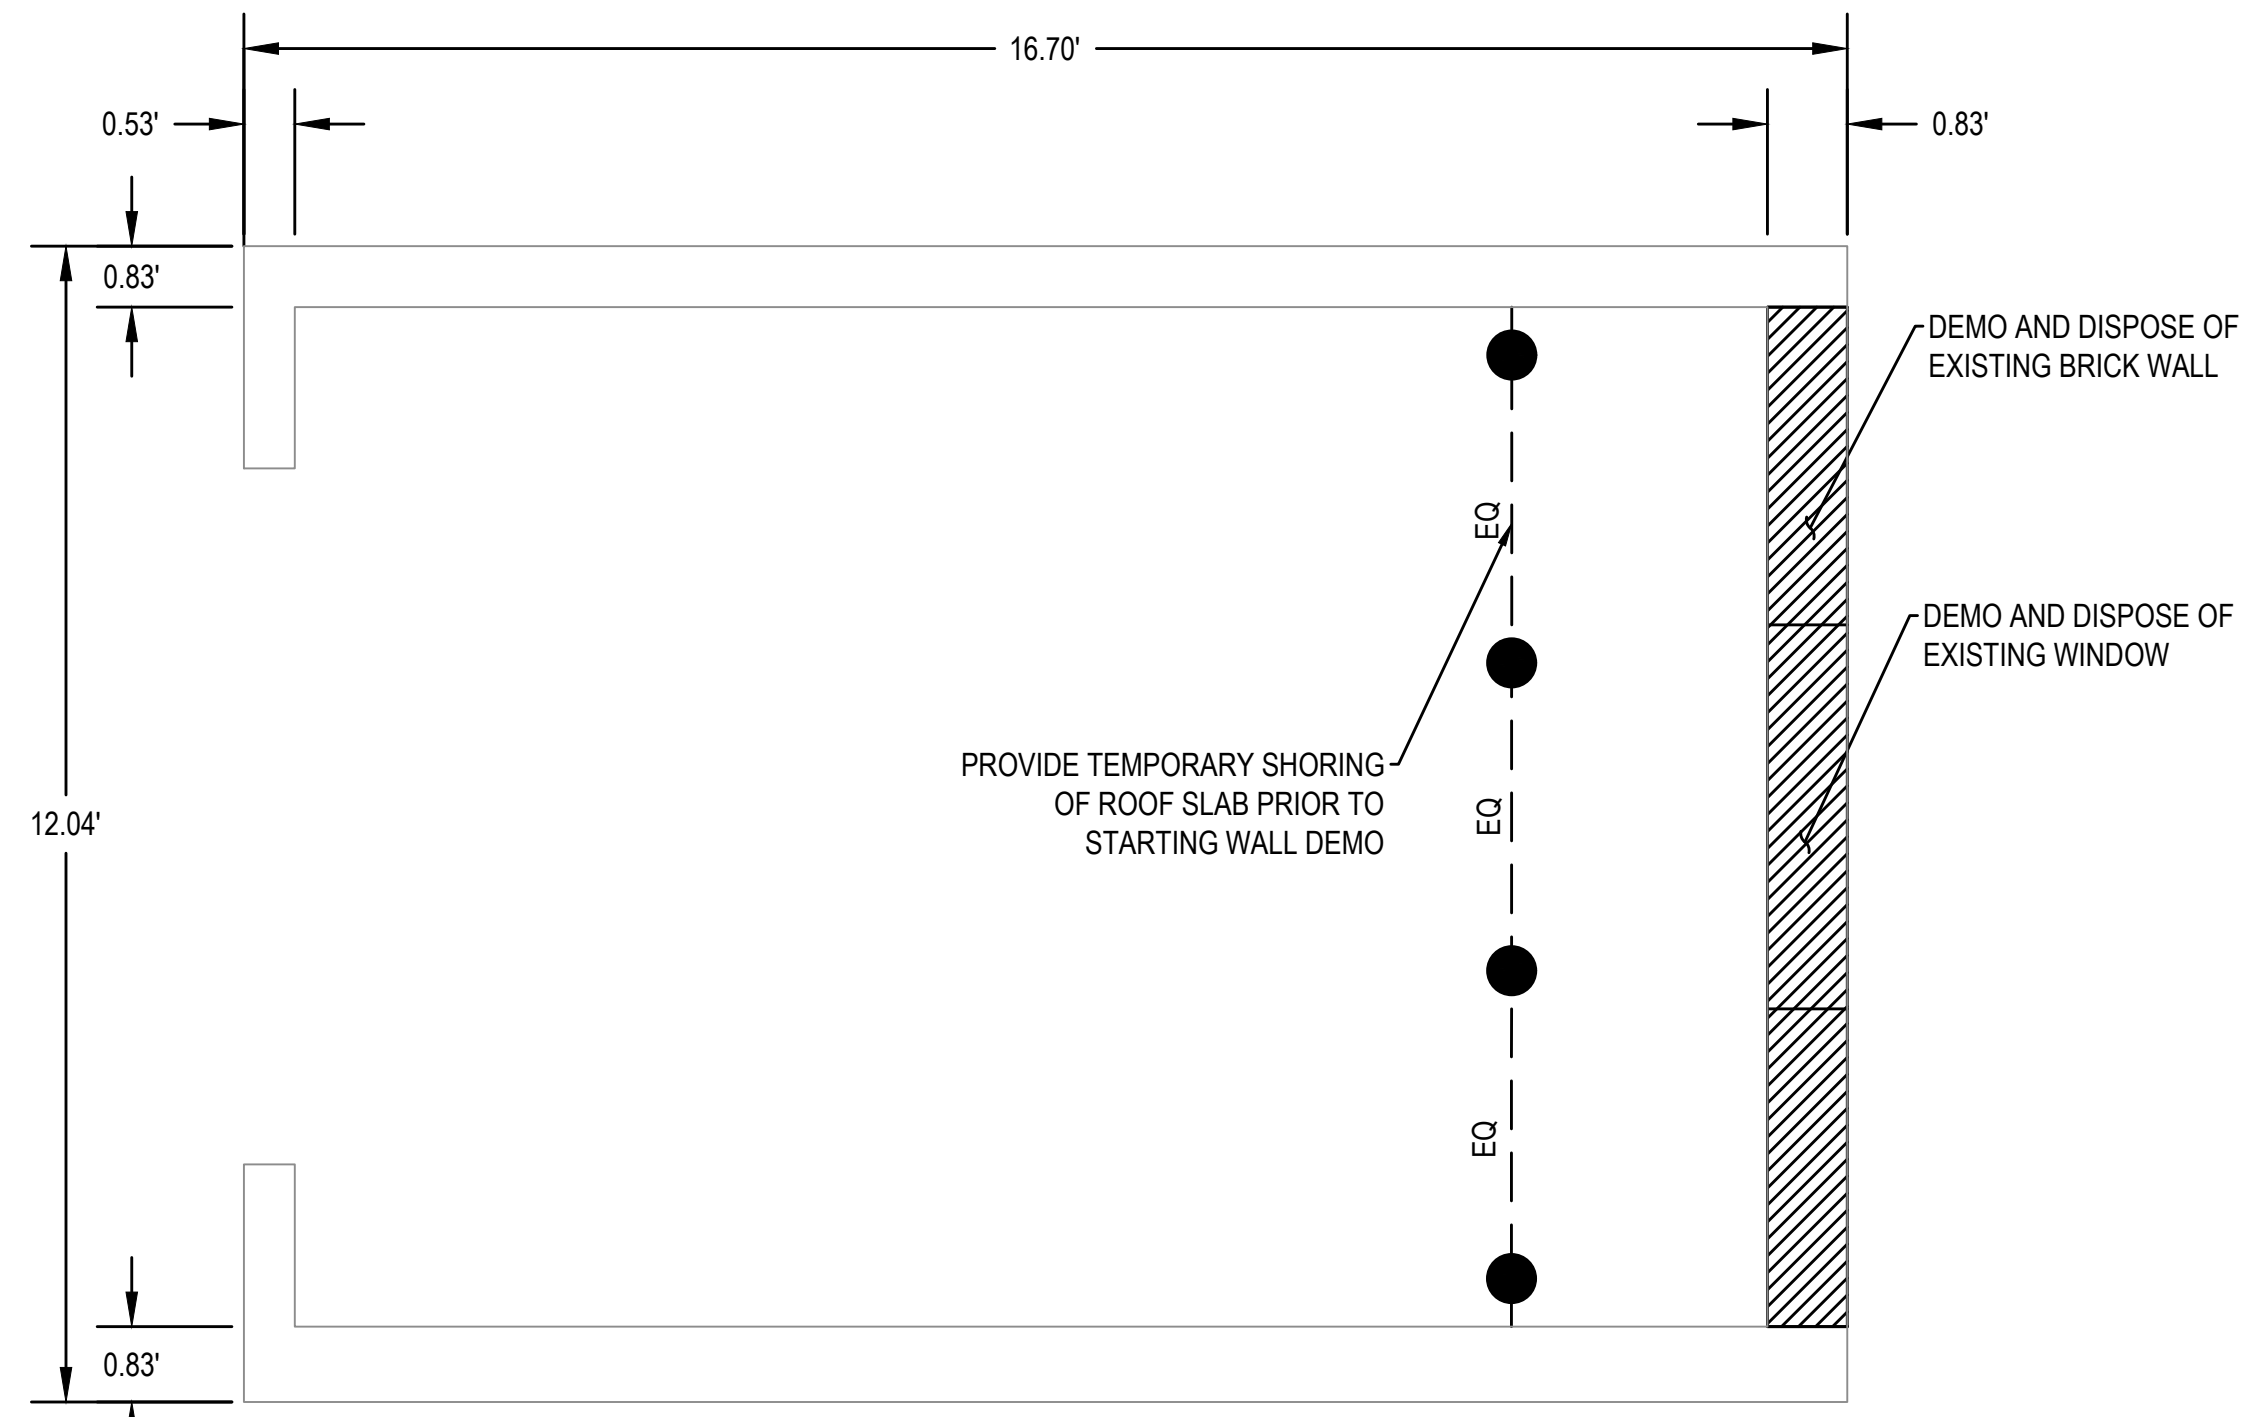 16.70'
0.53'
0.83'
0.83'
DEMO AND DISPOSE OF
EXISTING BRICK WALL
EQ
DEMO AND DISPOSE OF
EXISTING WINDOW
PROVIDE TEMPORARY SHORING
OF ROOF SLAB PRIOR TO
STARTING WALL DEMO
EQ
12.04'
EQ
0.83'